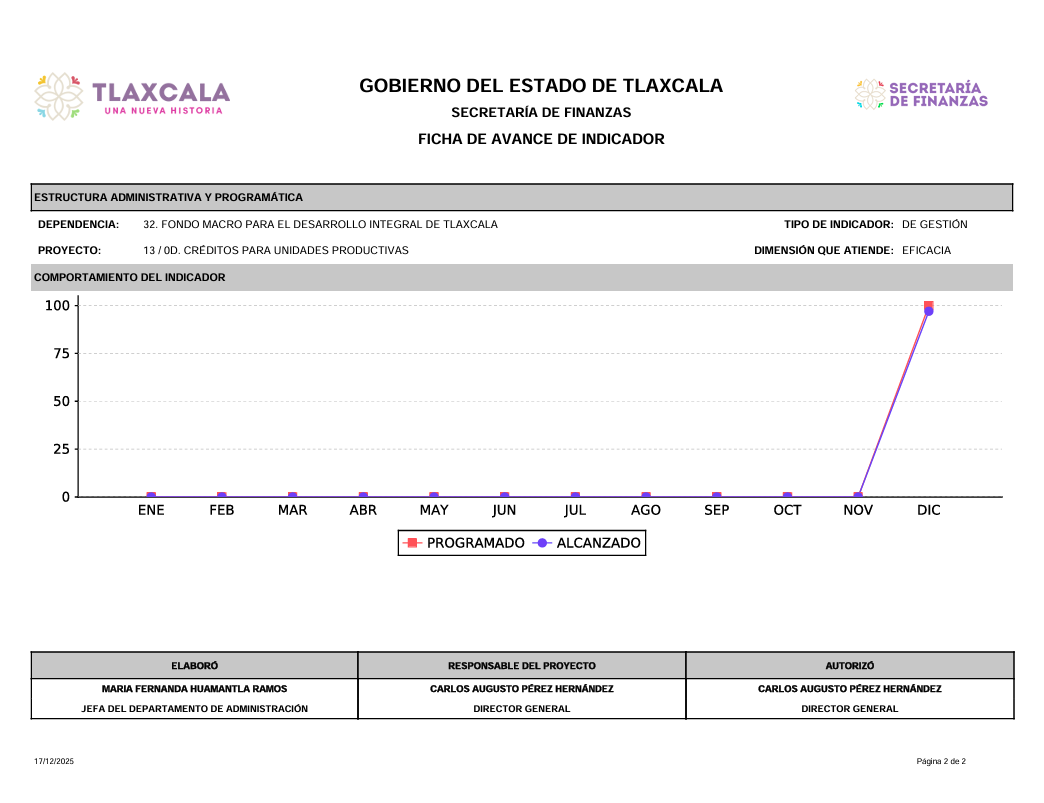 TLAXCALA
UNA NUEVA HISTORIA
GOBIERNO DEL ESTADO DE TLAXCALA
SECRETARÍA DE FINANZAS
FICHA DE AVANCE DE INDICADOR
SECRETARÍA
DE FINANZAS
ESTRUCTURA ADMINISTRATIVA Y PROGRAMÁTICA
DEPENDENCIA: 32. FONDO MACRO PARA EL DESARROLLO INTEGRAL DE TLAXCALA TIPO DE INDICADOR: DE GESTIÓN
PROYECTO: 13 / 0D. CRÉDITOS PARA UNIDADES PRODUCTIVAS DIMENSIÓN QUE ATIENDE: EFICACIA
COMPORTAMIENTO DEL INDICADOR
100
75
50
25
0
ENE FEB MAR ABR MAY JUN JUL AGO SEP OCT NOV DIC
PROGRAMADO ALCANZADO
ELABORÓ RESPONSABLE DEL PROYECTO AUTORIZÓ
MARIA FERNANDA HUAMANTLA RAMOS CARLOS AUGUSTO PÉREZ HERNÁNDEZ CARLOS AUGUSTO PÉREZ HERNÁNDEZ
JEFA DEL DEPARTAMENTO DE ADMINISTRACIÓN DIRECTOR GENERAL DIRECTOR GENERAL
17/12/2025 Página 2 de 2